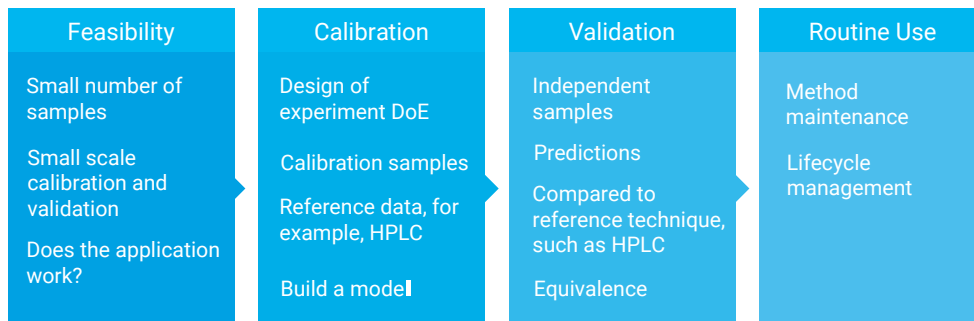 Feasibility
Small number of
samples
Small scale
calibration and
validation
Does the application
work?
Calibration
Design of
experiment DoE
Calibration samples
Reference data, for
example, HPLC
Build a model
Validation
Independent
samples
Predictions
Compared to
reference technique,
such as HPLC
Equivalence
Routine Use
Method
maintenance
Lifecycle
management